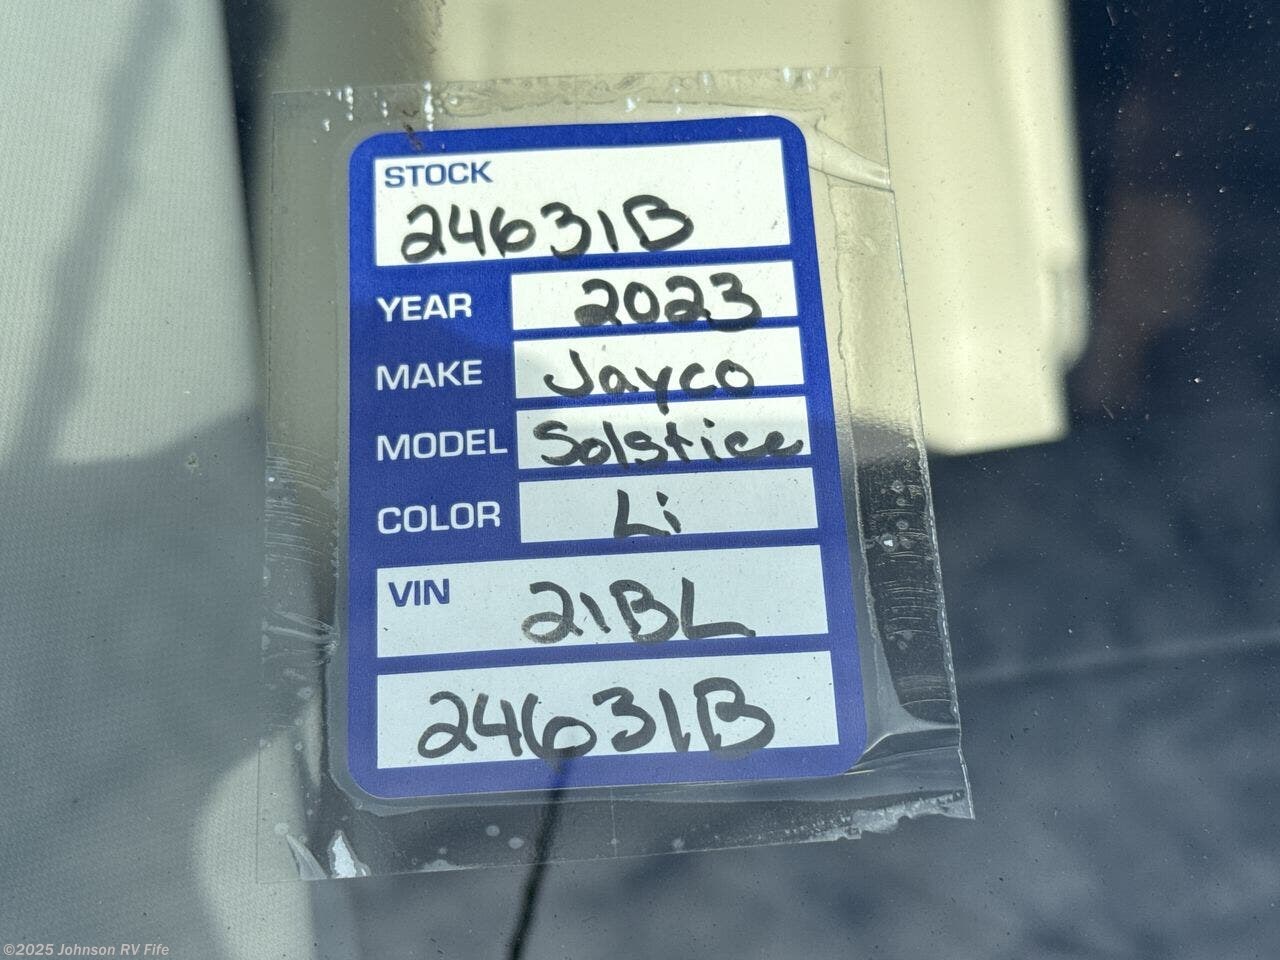 STOCK
24631B
YEAR 2023
MAKE Jayco
MODEL Solstice
COLOR Li
VIN 21BL
24631B
©2025 Johnson RV Fife